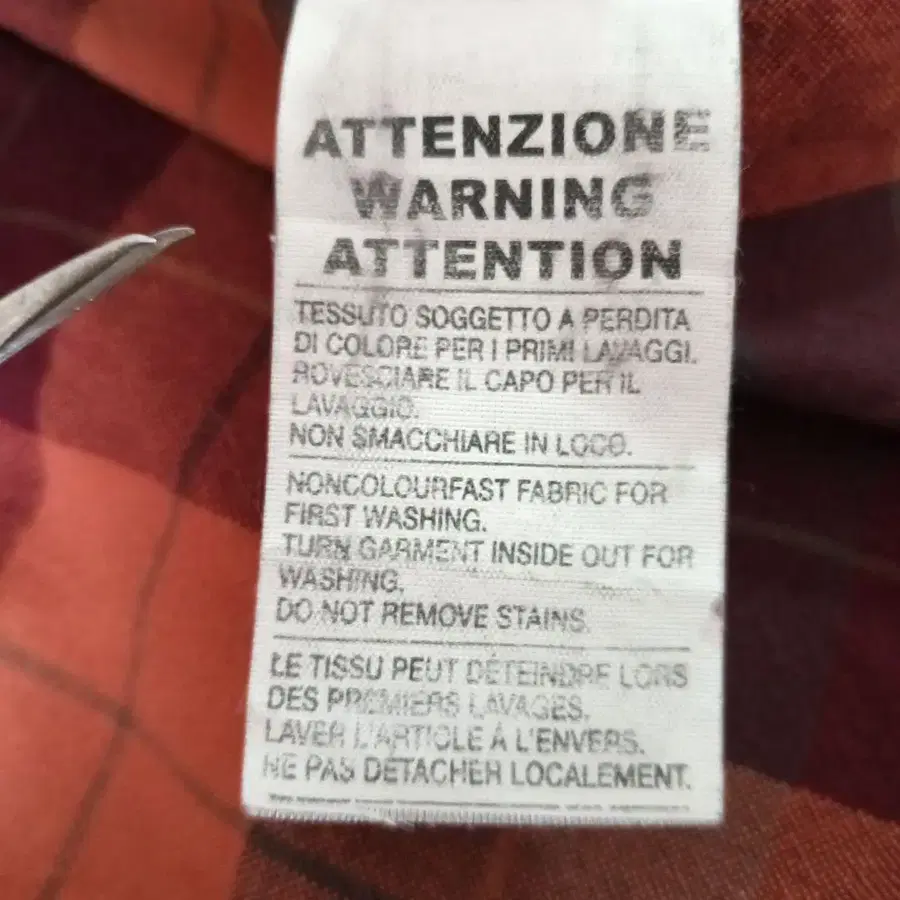 ATTENZIONE
WARNING
ATTENTION
TESSUTO SOGGETTO A PERDITA
DI COLORE PER I PRIMI LAVAGGI.
ROVESCIARE IL CAPO PER IL
LAVAGGIO.
NON SMACCHIARE IN LOCO.
NONCOLOURFAST FABRIC FOR
FIRST WASHING.
TURN GARMENT INSIDE OUT FOR
WASHING.
DO NOT REMOVE STAINS.
LE TISSU PEUT DÉTEINDRE LORS
DES PREMIERS LAVAGES.
LAVER L'ARTICLE À L'ENVERS.
NE PAS DÉTACHER LOCALEMENT.